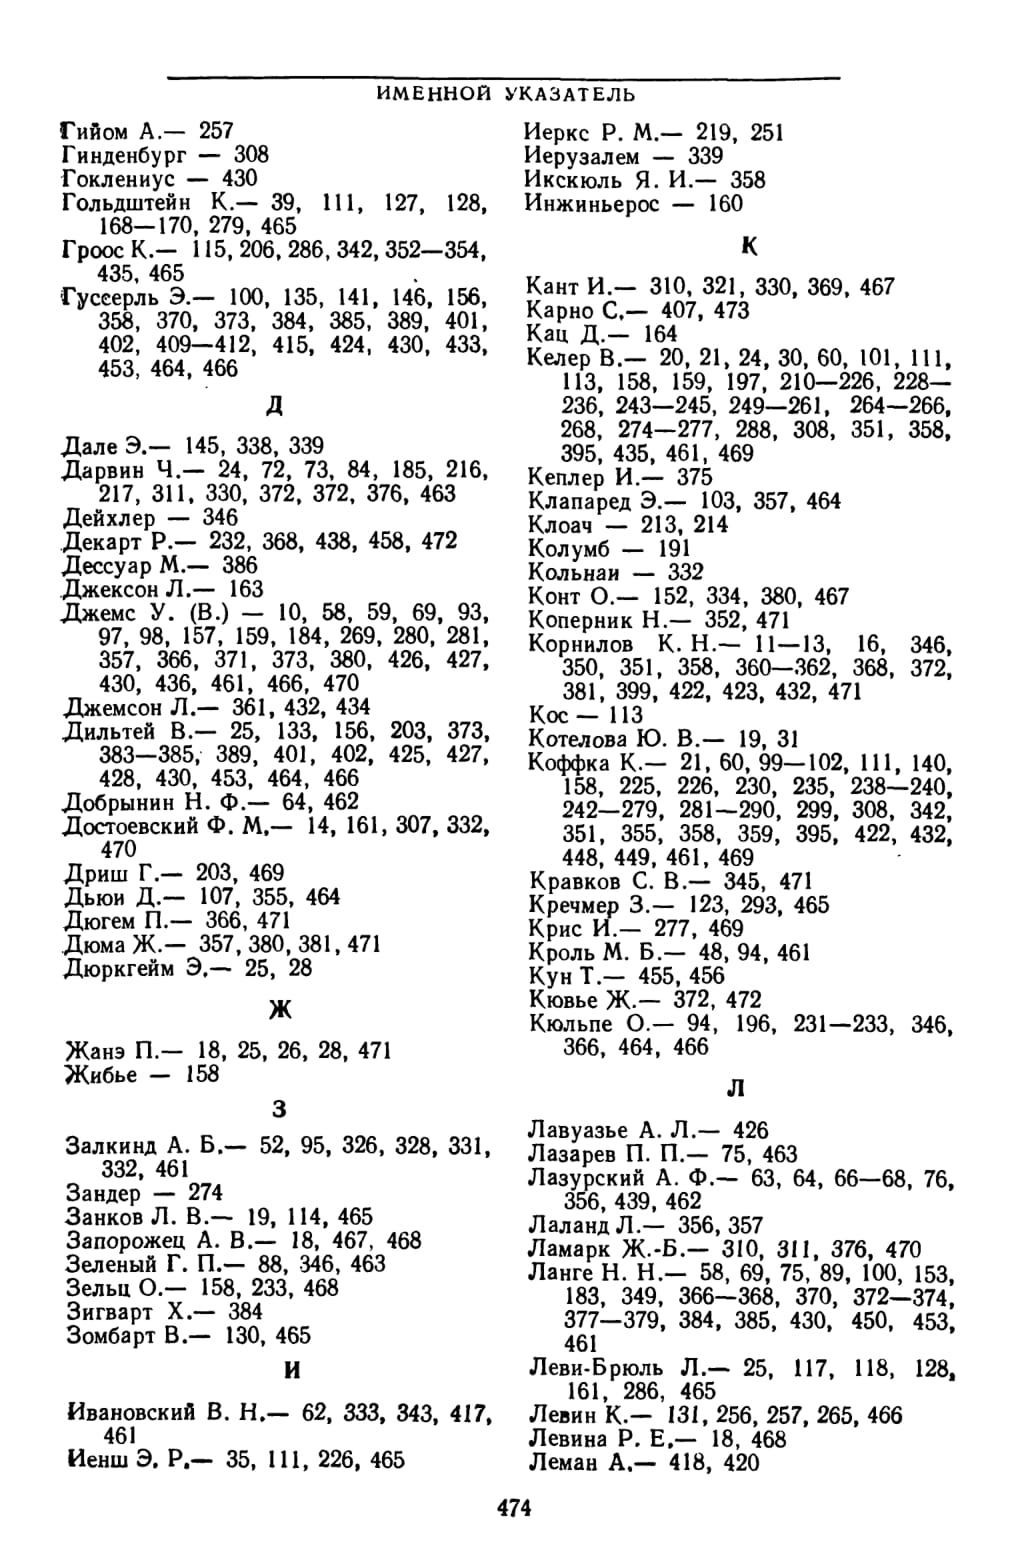 ИМЕННОЙ УКАЗАТЕЛЬ
Гийом А.— 257
Гинденбург — 308
Гоклениус — 430
Гольдштейн К.— 39, 111, 127, 128,
168—170, 279, 465
Гроос К.— 115, 206, 286, 342, 352—354,
435, 465
Гуссерль Э.— 100, 135, 141, 146, 156,
358, 370, 373, 384, 385, 389, 401,
402, 409—412, 415, 424, 430, 433,
453, 464, 466
Д
Дале Э.— 145, 338, 339
Дарвин Ч.— 24, 72, 73, 84, 185, 216,
217, 311, 330, 372, 372, 376, 463
Дейхлер — 346
Декарт Р.— 232, 368, 438, 458, 472
Дессуар М.— 386
Джексон Л.— 163
Джемс У. (В.) — 10, 58, 59, 69, 93,
97, 98, 157, 159, 184, 269, 280, 281,
357, 366, 371, 373, 380, 426, 427,
430, 436, 461, 466, 470
Джемсон Л.— 361, 432, 434
Дильтей В.— 25, 133, 156, 203, 373,
383—385, 389, 401, 402, 425, 427,
428, 430, 453, 464, 466
Добрынин Н. Ф.— 64, 462
Достоевский Ф. М.— 14, 161, 307, 332,
470
Дриш Г.— 203, 469
Дьюи Д.— 107, 355, 464
Дюгем П.— 366, 471
Дюма Ж.— 357, 380, 381, 471
Дюркгейм Э.— 25, 28
Ж
Жанэ П.— 18, 25, 26, 28, 471
Жибье — 158
З
Залкинд А. Б.— 52, 95, 326, 328, 331,
332, 461
Зандер — 274
Занков Л. В.— 19, 114, 465
Запорожец А. В.— 18, 467, 468
Зеленый Г. П.— 88, 346, 463
Зельц О.— 158, 233, 468
Зигварт Х.— 384
Зомбарт В.— 130, 465
И
Ивановский В. Н.— 62, 333, 343, 417,
461
Иенш Э. Р.— 35, 111, 226, 465
Иеркс Р. М.— 219, 251
Иерузалем — 339
Икскюль Я. И.— 358
Инжиньерос — 160
К
Кант И.— 310, 321, 330, 369, 467
Карно С.— 407, 473
Кац Д.— 164
Келер В.— 20, 21, 24, 30, 60, 101, 111,
113, 158, 159, 197, 210—226, 228—
236, 243—245, 249—261, 264—266,
268, 274—277, 288, 308, 351, 358,
395, 435, 461, 469
Кеплер И.— 375
Клапаред Э.— 103, 357, 464
Клоач — 213, 214
Колумб — 191
Кольнаи — 332
Конт О.— 152, 334, 380, 467
Коперник Н.— 352, 471
Корнилов К. Н.— 11—13, 16, 346,
350, 351, 358, 360—362, 368, 372,
381, 399, 422, 423, 432, 471
Кос — 113
Котелова Ю. В.— 19, 31
Коффка К.— 21, 60, 99—102, 111, 140,
158, 225, 226, 230, 235, 238—240,
242—279, 281—290, 299, 308, 342,
351, 355, 358, 359, 395, 422, 432,
448, 449, 461, 469
Кравков С. В.— 345, 471
Кречмер З.— 123, 293, 465
Крис И.— 277, 469
Кроль М. Б.— 48, 94, 461
Кун Т.— 455, 456
Кювье Ж.— 372, 472
Кюльпе О.— 94, 196, 231—233, 346,
366, 464, 466
Л
Лавуазье А. Л.— 426
Лазарев П. П.— 75, 463
Лазурский А. Ф.— 63, 64, 66—68, 76,
356, 439, 462
Лаланд Л.— 356, 357
Ламарк Ж.-Б.— 310, 311, 376, 470
Ланге Н. Н.— 58, 69, 75, 89, 100, 153,
183, 349, 366—368, 370, 372—374,
377—379, 384, 385, 430, 450, 453,
461
Леви-Брюль Л.— 25, 117, 118, 128,
161, 286, 465
Левин К.— 131, 256, 257, 265, 466
Левина Р. Е.— 18, 468
Леман А.— 418, 420
474